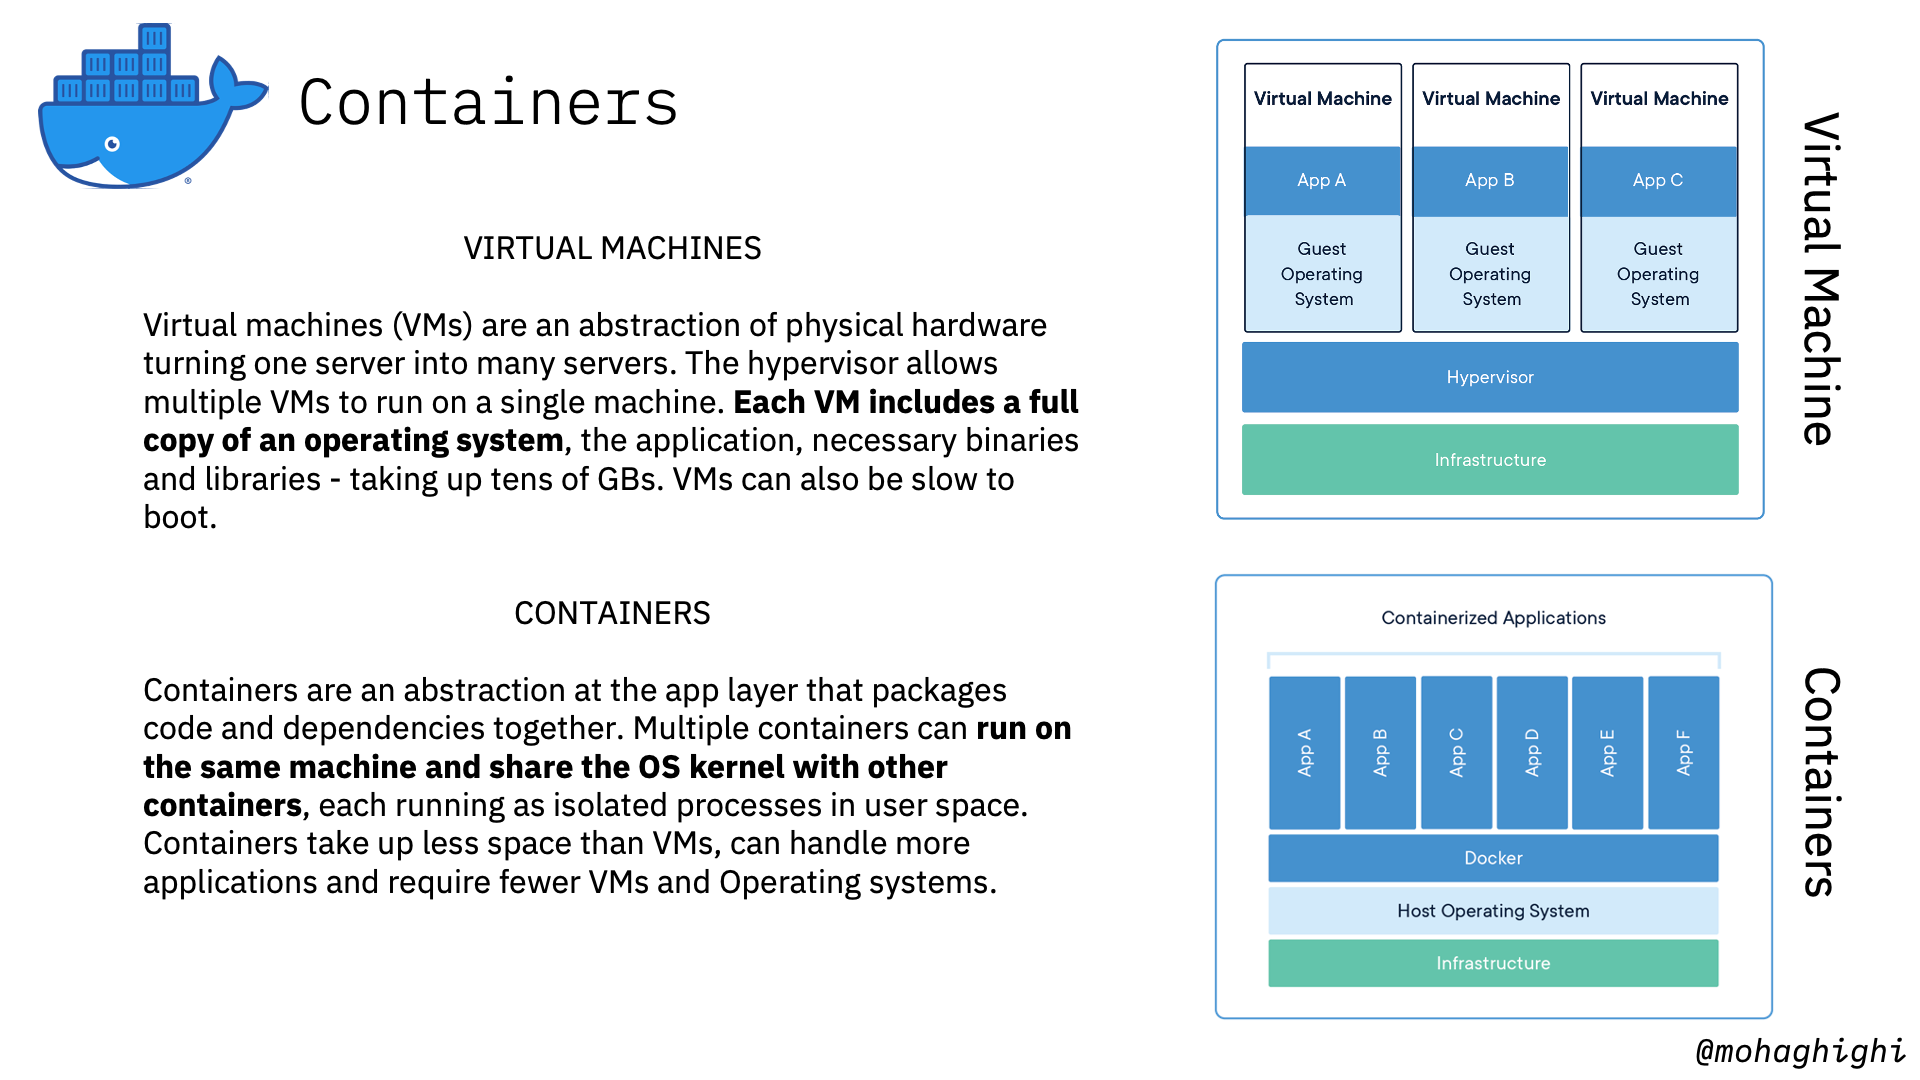 Containers
VIRTUAL MACHINES
Virtual machines (VMs) are an abstraction of physical hardware
turning one server into many servers. The hypervisor allows
multiple VMs to run on a single machine. Each VM includes a full
copy of an operating system, the application, necessary binaries
and libraries - taking up tens of GBs. VMs can also be slow to
boot.
CONTAINERS
Containers are an abstraction at the app layer that packages
code and dependencies together. Multiple containers can run on
the same machine and share the OS kernel with other
containers, each running as isolated processes in user space.
Containers take up less space than VMs, can handle more
applications and require fewer VMs and Operating systems.
Virtual Machine
App A
Guest
Operating
System
Virtual Machine
App B
Guest
Operating
System
Virtual Machine
App C
Guest
Operating
System
Hypervisor
Infrastructure
Virtual Machine
Containerized Applications
App A
App B
App C
App D
App E
App F
Docker
Host Operating System
Infrastructure
Containers
@mohaghighi
®